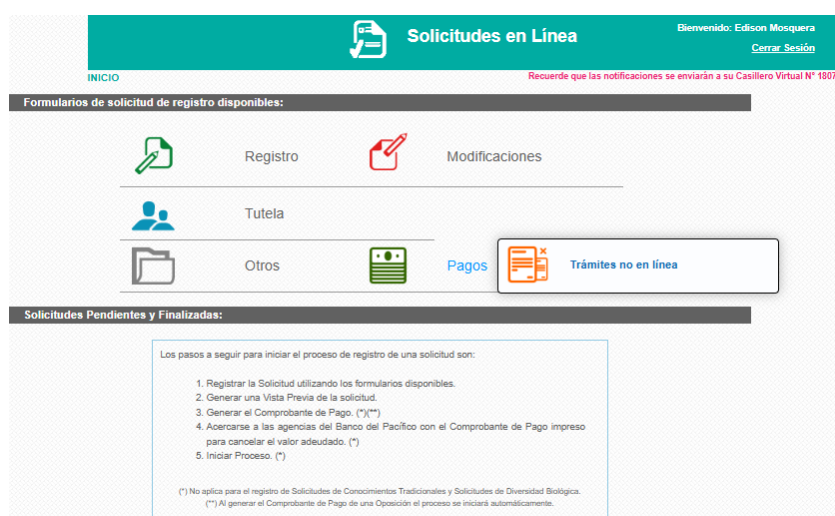 Solicitudes en Línea
Bienvenido: Edison Mosquera
Cerrar Sesión
INICIO
Recuerde que las notificaciones se enviarán a su Casillero Virtual N° 1807
Formularios de solicitud de registro disponibles:
Registro
Modificaciones
Tutela
Otros
Pagos
Trámites no en línea
Solicitudes Pendientes y Finalizadas:
Los pasos a seguir para iniciar el proceso de registro de una solicitud son:
1. Registrar la Solicitud utilizando los formularios disponibles.
2. Generar una Vista Previa de la solicitud.
3. Generar el Comprobante de Pago. (*)(**)
4. Acercarse a las agencias del Banco del Pacífico con el Comprobante de Pago impreso
para cancelar el valor adeudado. (*)
5. Iniciar Proceso. (*)
(*) No aplica para el registro de Solicitudes de Conocimientos Tradicionales y Solicitudes de Diversidad Biológica.
(**) Al generar el Comprobante de Pago de una Oposición el proceso se iniciará automáticamente.